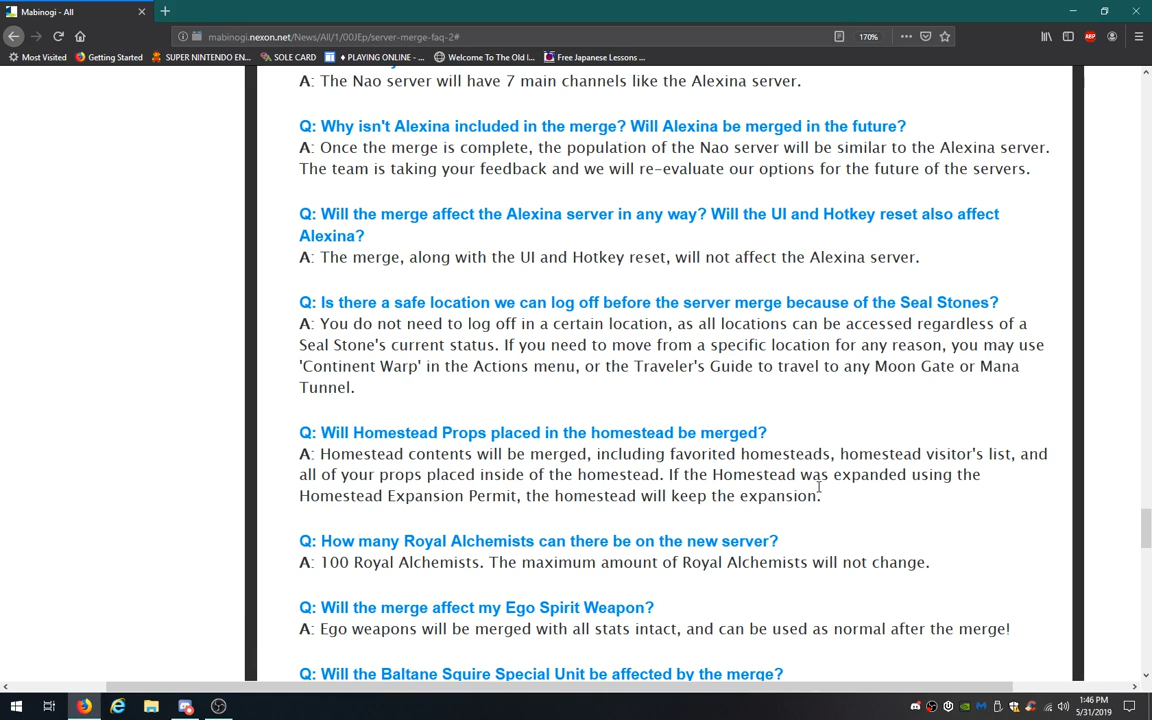 Mabinogi - All
mabinogi.nexon.net/News/All/1/00JEp/server-merge-faq-2#
170%
Most Visited
Getting Started
SUPER NINTENDO EN...
SOLE CARD
♦ PLAYING ONLINE - ...
Welcome To The Old I...
Free Japanese Lessons ...
A: The Nao server will have 7 main channels like the Alexina server.
Q: Why isn't Alexina included in the merge? Will Alexina be merged in the future?
A: Once the merge is complete, the population of the Nao server will be similar to the Alexina server.
The team is taking your feedback and we will re-evaluate our options for the future of the servers.
Q: Will the merge affect the Alexina server in any way? Will the UI and Hotkey reset also affect
Alexina?
A: The merge, along with the UI and Hotkey reset, will not affect the Alexina server.
Q: Is there a safe location we can log off before the server merge because of the Seal Stones?
A: You do not need to log off in a certain location, as all locations can be accessed regardless of a
Seal Stone's current status. If you need to move from a specific location for any reason, you may use
'Continent Warp' in the Actions menu, or the Traveler's Guide to travel to any Moon Gate or Mana
Tunnel.
Q: Will Homestead Props placed in the homestead be merged?
A: Homestead contents will be merged, including favorited homesteads, homestead visitor's list, and
all of your props placed inside of the homestead. If the Homestead was expanded using the
Homestead Expansion Permit, the homestead will keep the expansion.
Q: How many Royal Alchemists can there be on the new server?
A: 100 Royal Alchemists. The maximum amount of Royal Alchemists will not change.
Q: Will the merge affect my Ego Spirit Weapon?
A: Ego weapons will be merged with all stats intact, and can be used as normal after the merge!
Q: Will the Baltane Squire Special Unit be affected by the merge?
1:46 PM
5/31/2019